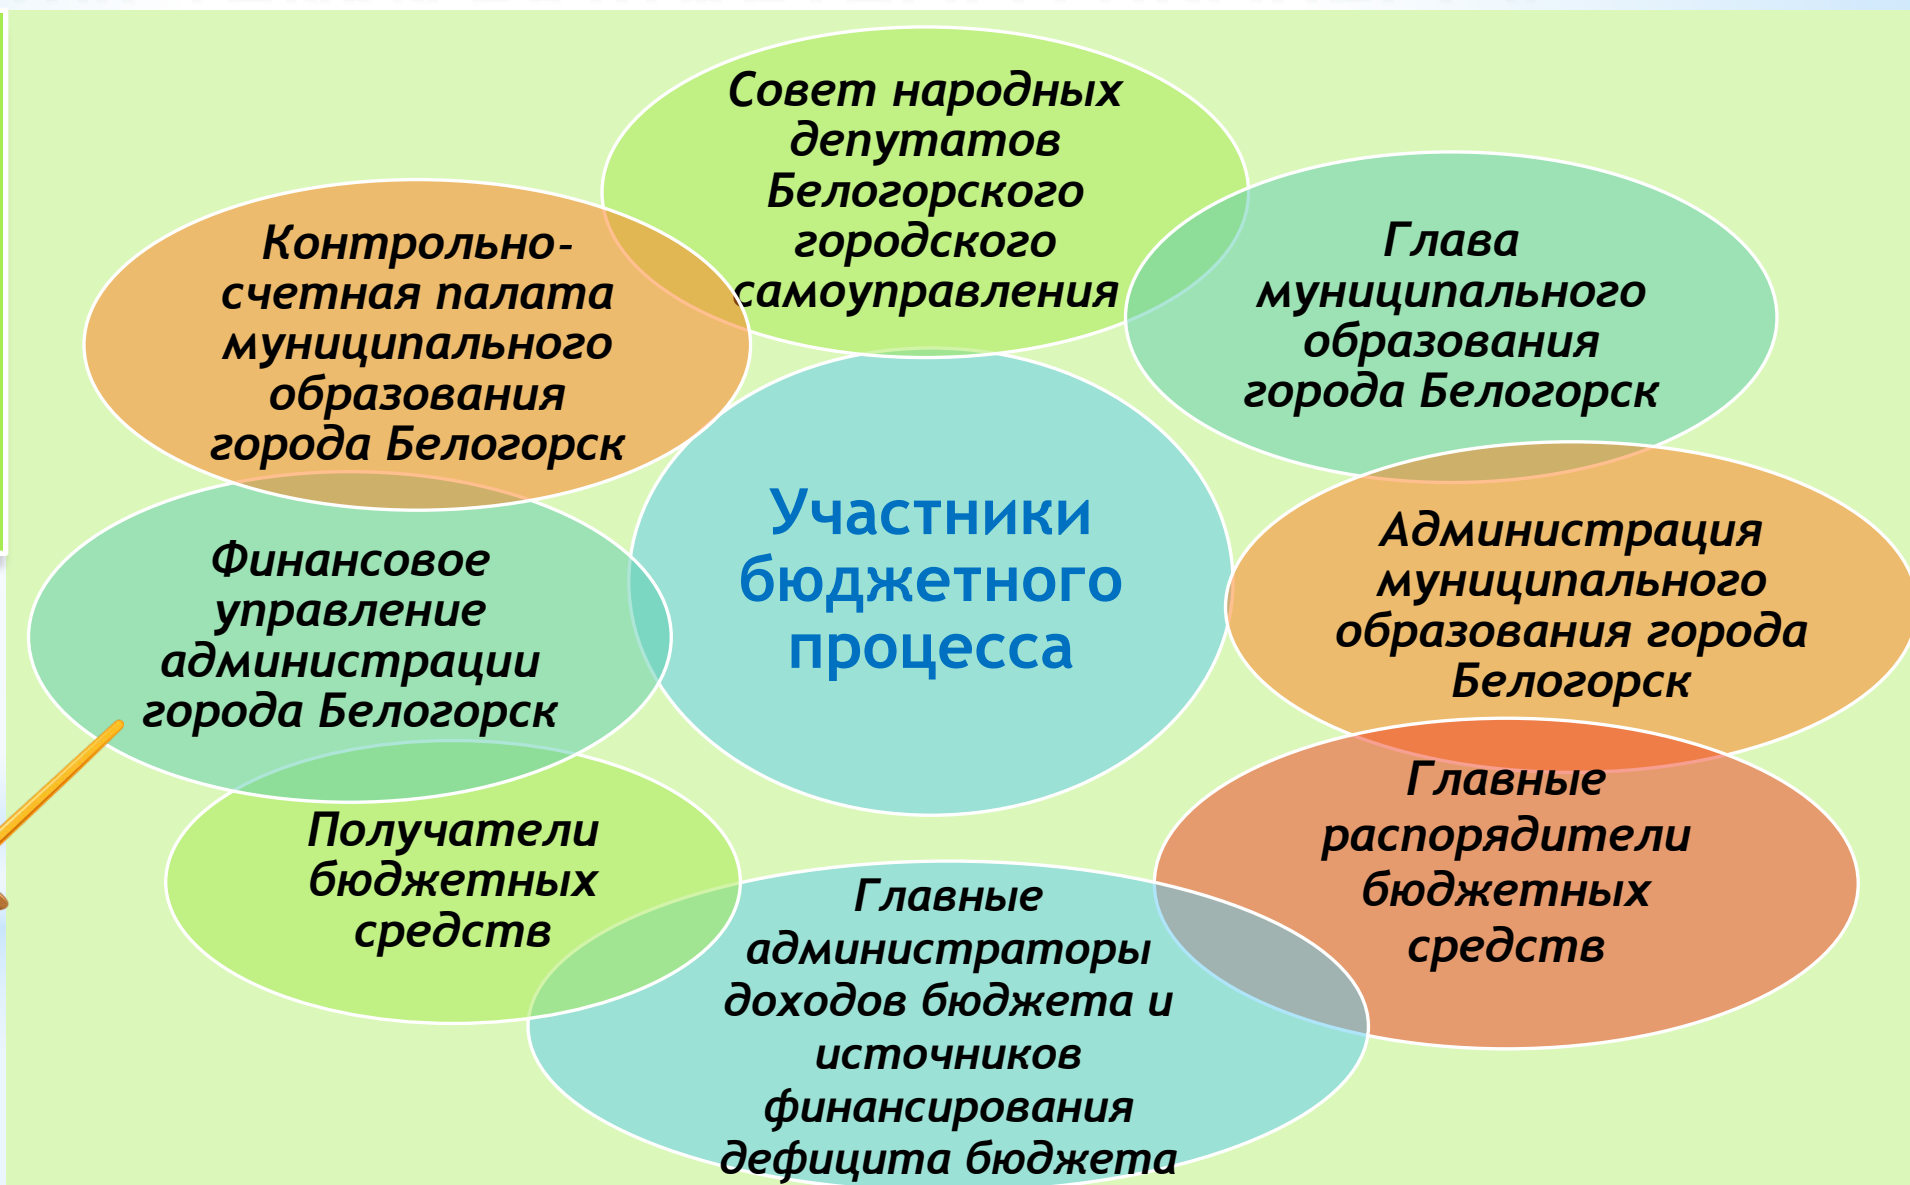 Совет народных
депутатов
Белогорского
городского
самоуправления
Глава
муниципального
образования
города Белогорск
Администрация
муниципального
образования города
Белогорск
Главные
распорядители
бюджетных
средств
Главные
администраторы
доходов бюджета и
источников
финансирования
дефицита бюджета
Получатели
бюджетных
средств
Финансовое
управление
администрации
города Белогорск
Контрольно-
счетная палата
муниципального
образования
города Белогорск
Участники
бюджетного
процесса